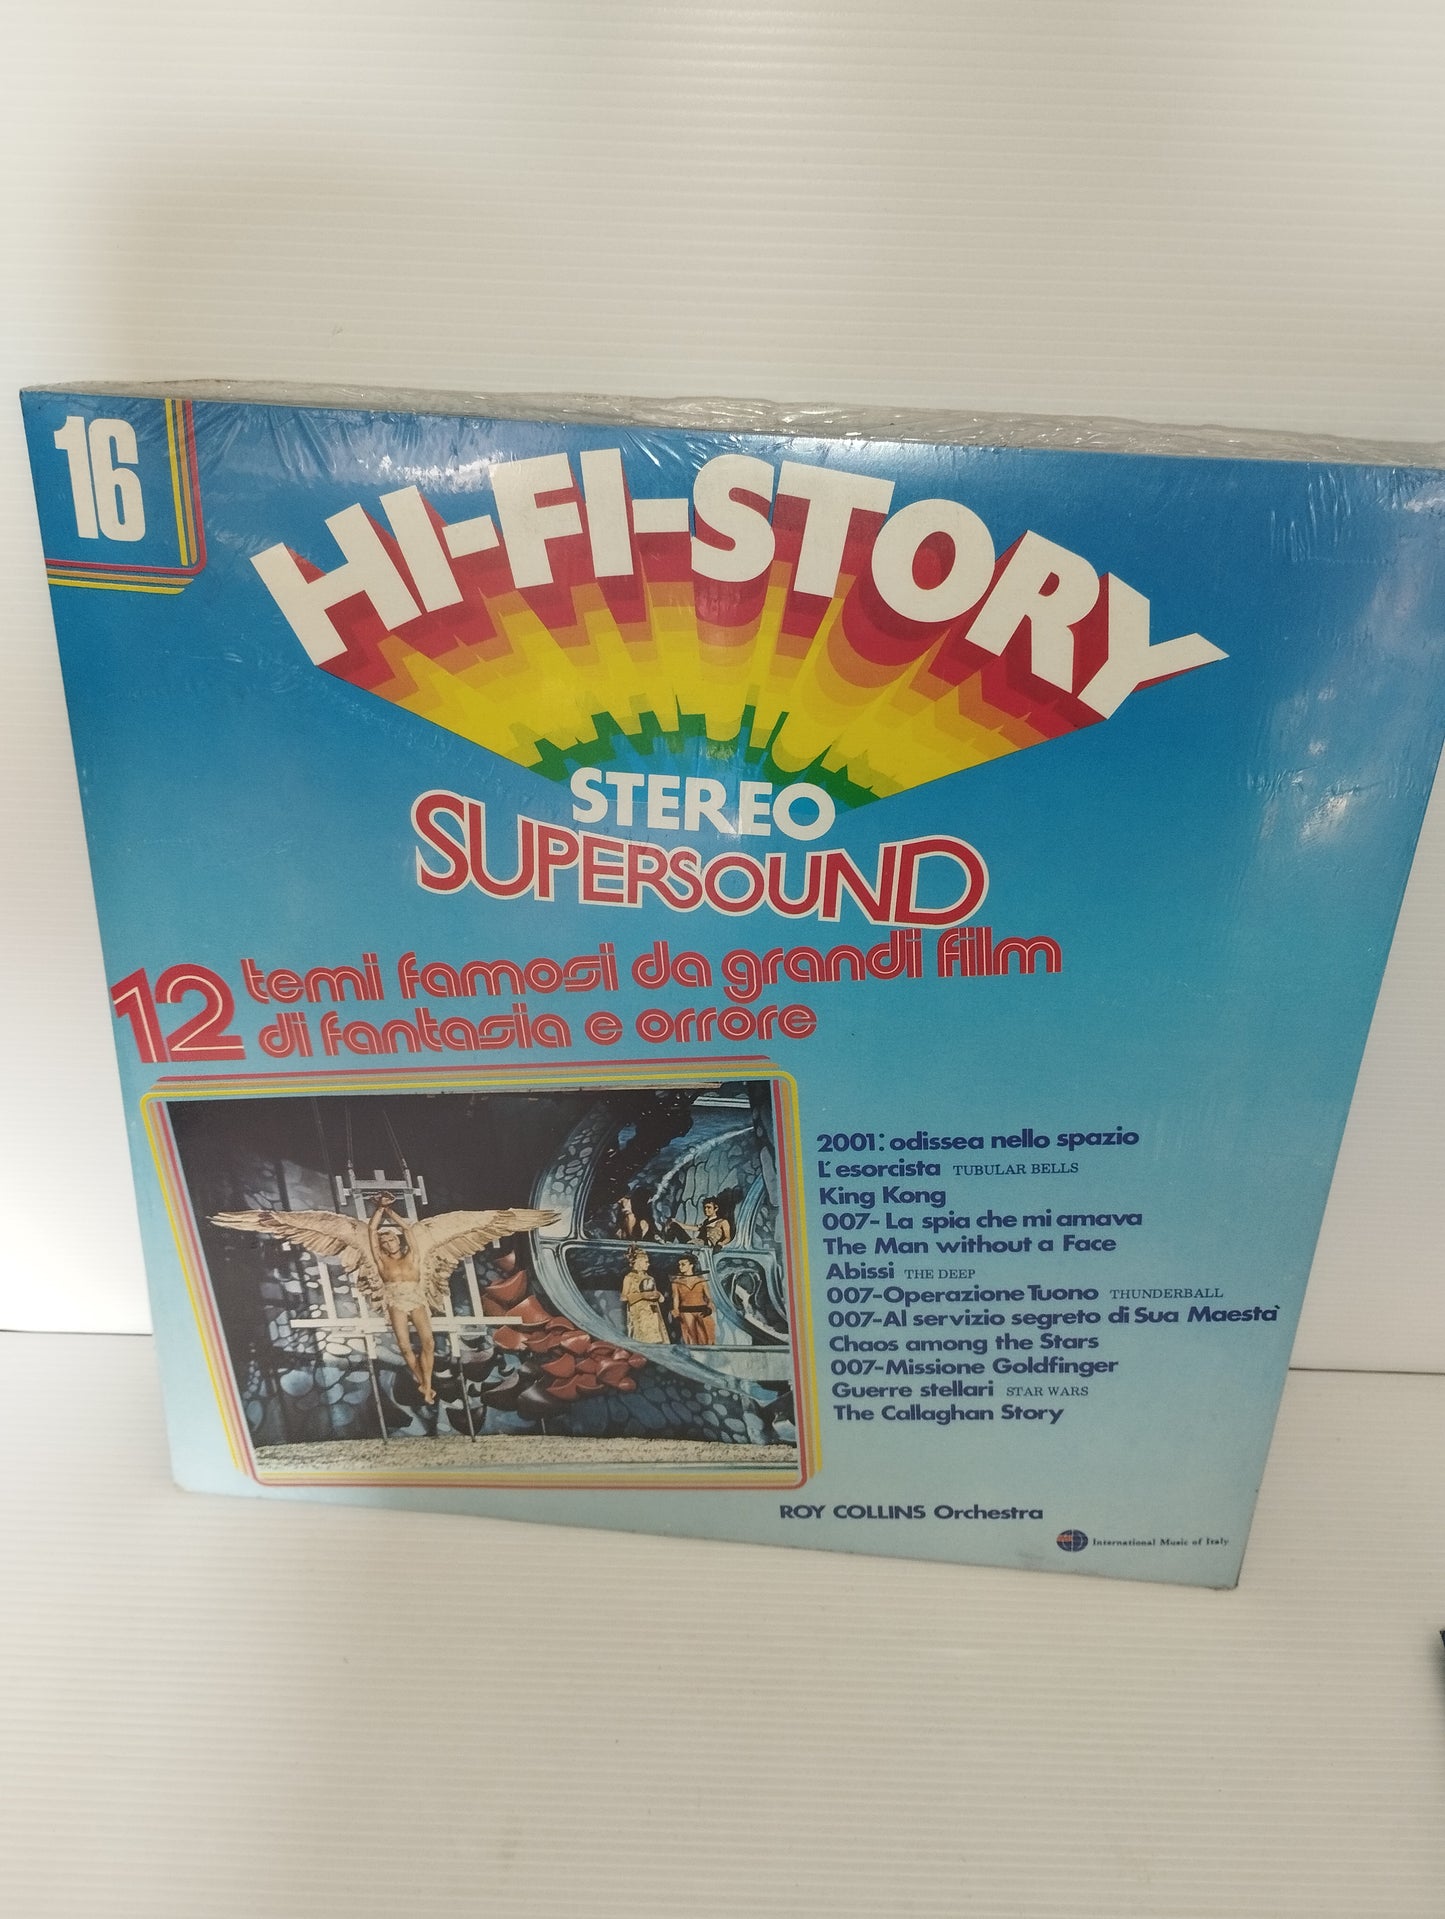 16
HI-FI-STORY
STEREO
SUPERSOUND
12 temi famosi da grandi film
di fantasia e orrore
2001: odissea nello spazio
L'esorcista TUBULAR BELLS
King Kong
007-La spia che mi amava
The Man without a Face
Abissi THE DEEP
007-Operazione Tuono THUNDERBALL
007-Al servizio segreto di Sua Maestà
Chaos among the Stars
007-Missione Goldfinger
Guerre stellari STAR WARS
The Callaghan Story
ROY COLLINS Orchestra
International Music of Italy